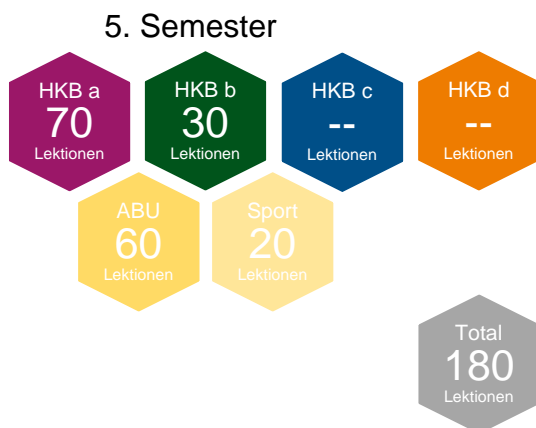 5. Semester
HKB a
70
Lektionen
HKB b
30
Lektionen
HKB c
--
Lektionen
HKB d
--
Lektionen
ABU
60
Lektionen
Sport
20
Lektionen
Total
180
Lektionen